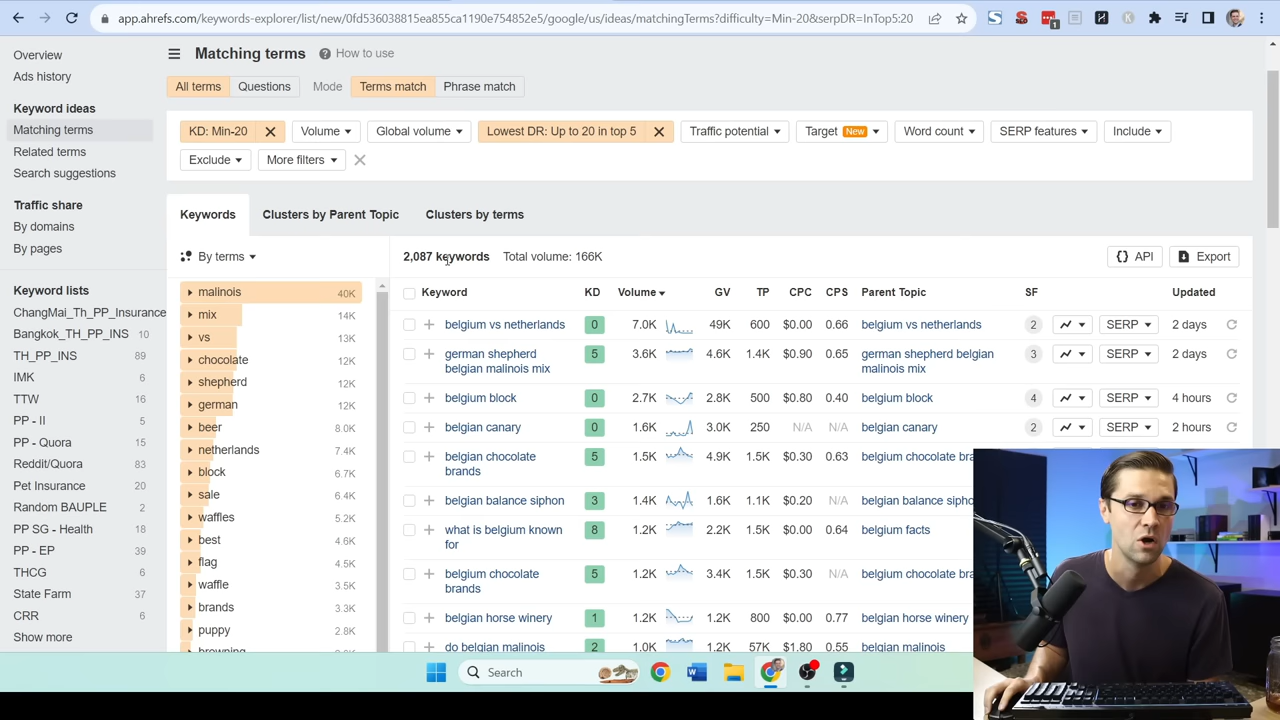 app.ahrefs.com/keywords-explorer/list/new/0fd536038815ea855ca1190e754852e5/google/us/ideas/matchingTerms?difficulty=Min-20&serpDR=InTop5:20
1
Overview
Ads history
Keyword ideas
Matching terms
Related terms
Search suggestions
Traffic share
By domains
By pages
Keyword lists
ChangMai_Th_PP_Insurance
Bangkok_TH_PP_INS 10
TH_PP_INS 89
IMK 6
TTW 16
PP - II 5
PP - Quora 15
Reddit/Quora 83
Pet Insurance 20
Random BAUPLE 2
PP SG - Health 18
PP - EP 39
THCG 6
State Farm 37
CRR 6
Show more
Matching terms How to use
All terms Questions Mode Terms match Phrase match
KD: Min-20 Volume Global volume Lowest DR: Up to 20 in top 5 Traffic potential Target New Word count SERP features Include
Exclude More filters
Keywords Clusters by Parent Topic Clusters by terms
By terms
malinois 40K
mix 14K
vs 13K
chocolate 12K
shepherd 12K
german 12K
beer 8.0K
netherlands 7.4K
block 6.7K
sale 6.4K
waffles 5.2K
best 4.6K
flag 4.5K
waffle 3.5K
brands 3.3K
puppy 2.8K
browning
2,087 keywords Total volume: 166K API Export
Keyword KD Volume GV TP CPC CPS Parent Topic SF Updated
belgium vs netherlands 0 7.0K 49K 600 $0.00 0.66 belgium vs netherlands 2 SERP 2 days
german shepherd 5 3.6K 4.6K 1.4K $0.90 0.65 german shepherd belgian 3 SERP 2 days
belgian malinois mix malinois mix
belgium block 0 2.7K 2.8K 500 $0.80 0.40 belgium block 4 SERP 4 hours
belgian canary 0 1.6K 3.0K 250 N/A N/A belgian canary 2 SERP 2 hours
belgian chocolate 5 1.5K 4.9K 1.5K $0.30 0.63 belgium chocolate bra
brands
belgian balance siphon 3 1.4K 1.6K 1.1K $0.20 N/A belgian balance sipho
what is belgium known 8 1.2K 2.2K 1.5K $0.00 0.64 belgium facts
for
belgium chocolate 5 1.2K 3.4K 1.5K $0.30 N/A belgium chocolate bra
brands
belgian horse winery 1 1.2K 1.2K 800 $0.00 0.77 belgian horse winery
do belgian malinois 2 1.0K 1.2K 57K $1.80 0.55 belgian malinois
Search